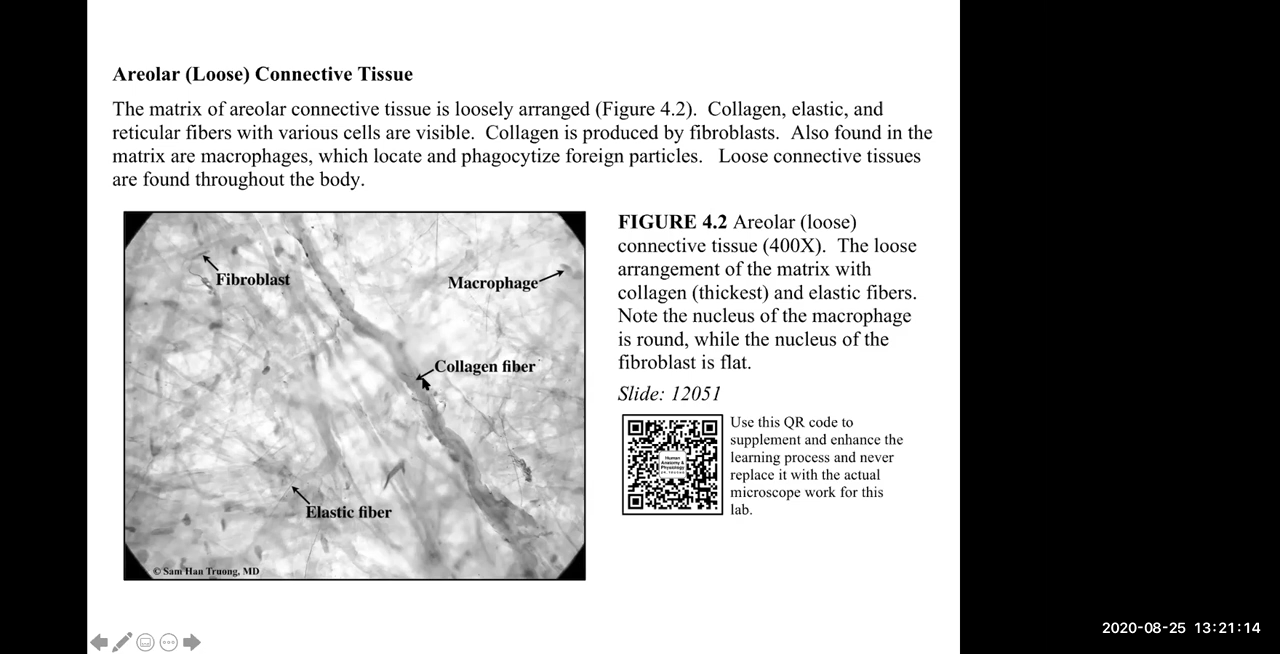 Areolar (Loose) Connective Tissue
The matrix of areolar connective tissue is loosely arranged (Figure 4.2). Collagen, elastic, and
reticular fibers with various cells are visible. Collagen is produced by fibroblasts. Also found in the
matrix are macrophages, which locate and phagocytize foreign particles. Loose connective tissues
are found throughout the body.
Fibroblast
Macrophage
Collagen fiber
Elastic fiber
© Sam Han Truong, MD
FIGURE 4.2 Areolar (loose)
connective tissue (400X). The loose
arrangement of the matrix with
collagen (thickest) and elastic fibers.
Note the nucleus of the macrophage
is round, while the nucleus of the
fibroblast is flat.
Slide: 12051
Human
Anatomy &
Physiology
Use this QR code to
supplement and enhance the
learning process and never
replace it with the actual
microscope work for this
lab.
2020-08-25 13:21:14